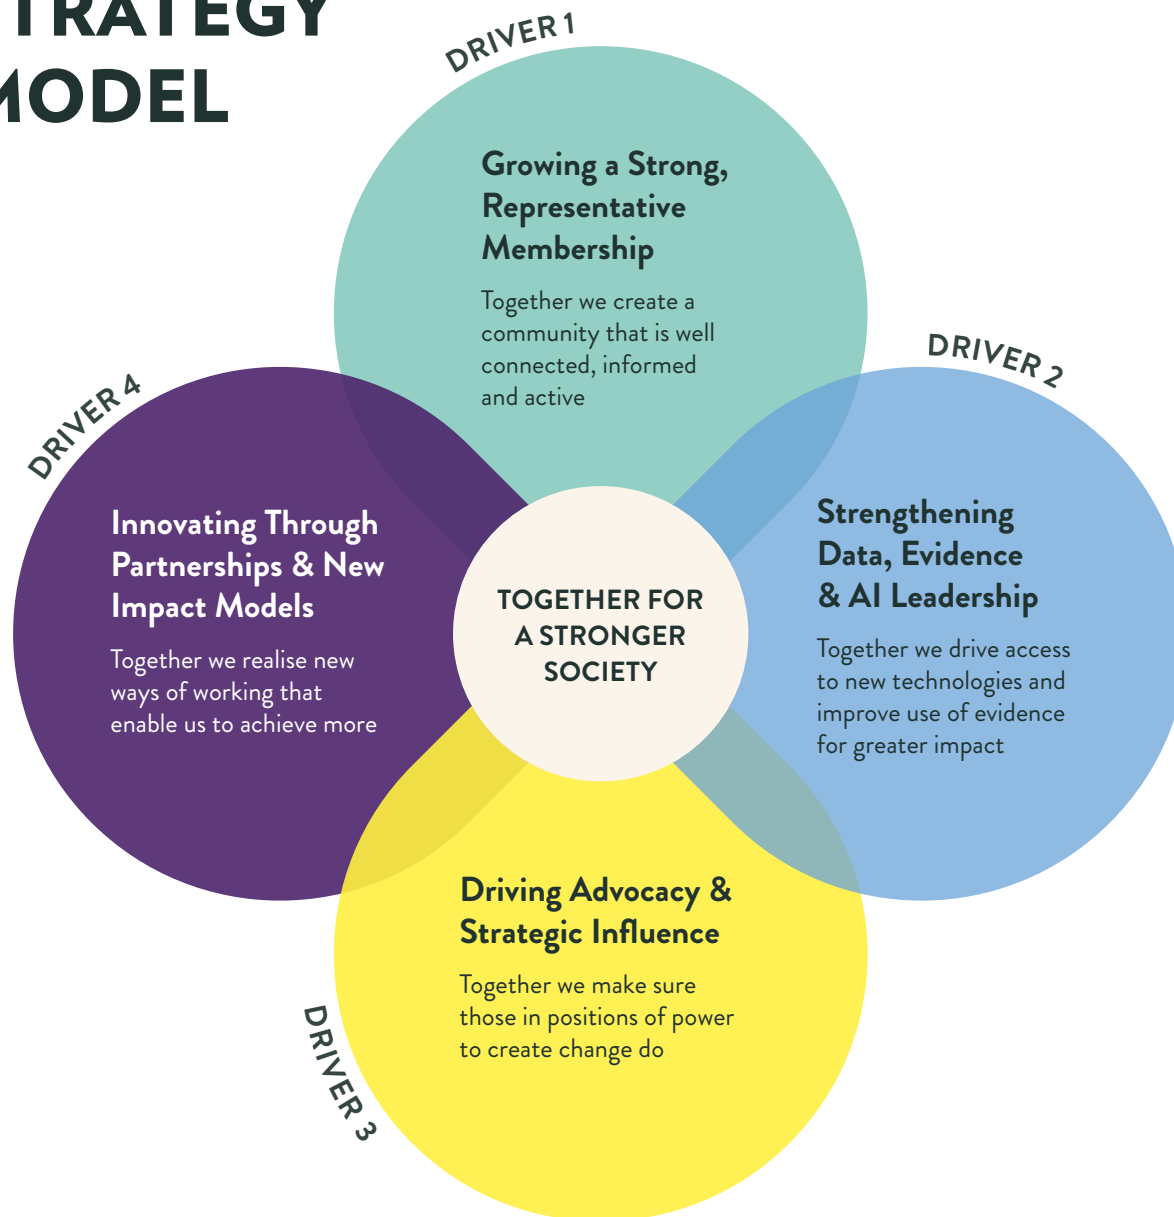 TRATEGY
MODEL
DRIVER 1
Growing a Strong,
Representative
Membership
Together we create a
community that is well
connected, informed
and active
DRIVER 2
Strengthening
Data, Evidence
& AI Leadership
Together we drive access
to new technologies and
improve use of evidence
for greater impact
TOGETHER FOR
A STRONGER
SOCIETY
DRIVER 3
Driving Advocacy &
Strategic Influence
Together we make sure
those in positions of power
to create change do
DRIVER 4
Innovating Through
Partnerships & New
Impact Models
Together we realise new
ways of working that
enable us to achieve more